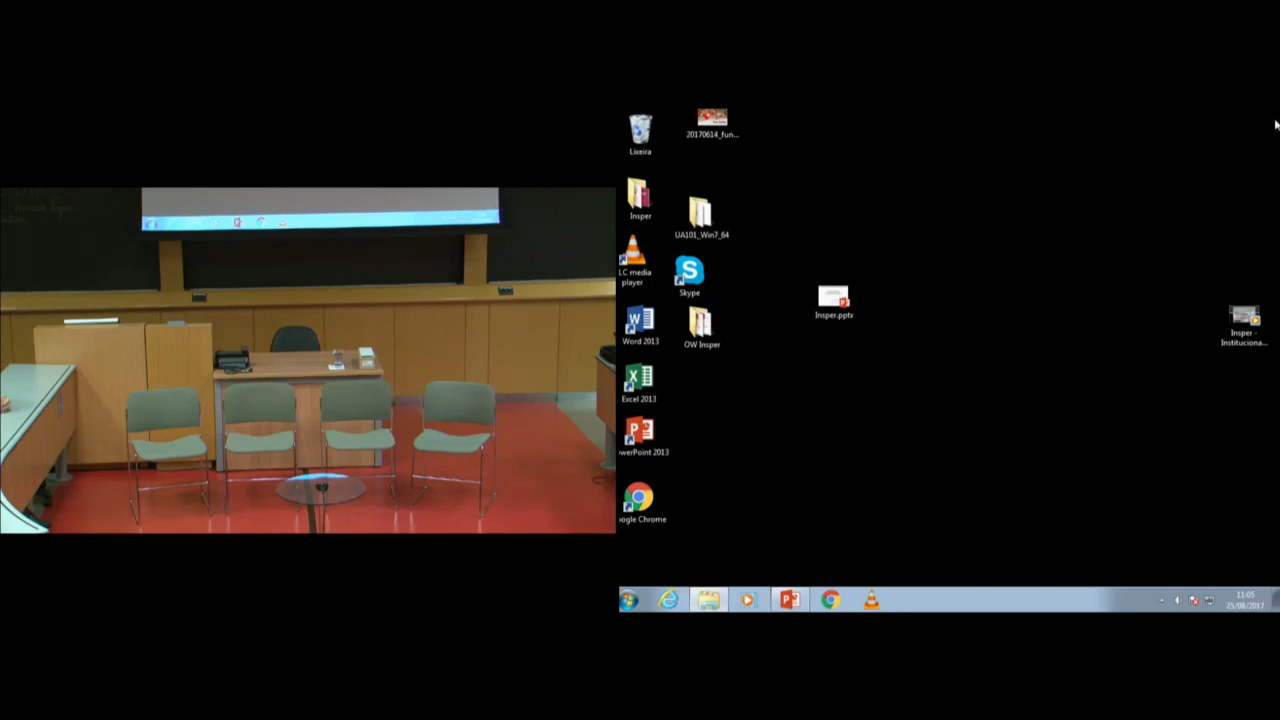 Lixeira
20170614_fun...
Insper
UA101_Win7_64
LC media
player
Skype
Insper.pptx
Word 2013
OW Insper
Insper -
Instituciona...
Excel 2013
werPoint 2013
ogle Chrome
11:05
25/08/2017